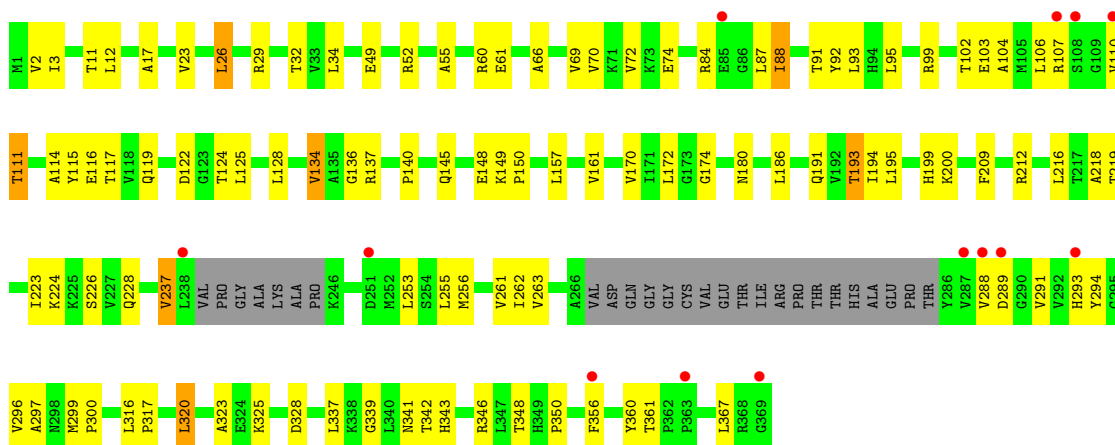 M1 V2 I3 T11 L12 A17 V23 L26 R29 T32 V33 L34 E49 R52 A55 R60 E61 A66 V69 V70 K71 V72 K73 E74 R84 E85 G86 L87 I88 T91 Y92 L93 H94 L95 R99 T102 E103 A104 M105 L106 R107 S108 G109 V110
T111 A114 Y115 E116 T117 V118 Q119 D122 G123 T124 L125 L128 V134 A135 G136 R137 P140 Q145 E148 K149 P150 L157 V161 V170 I171 L172 G173 G174 N180 L186 Q191 V192 T193 I194 L195 H199 K200 F209 R212 L216 T217 A218 T219
I223 K224 K225 S226 V227 Q228 V237 L238 VAL PRO GLY ALA LYS ALA PRO K246 D251 M252 L253 S254 L255 M256 V261 I262 V263 A266 VAL ASP GLN GLY GLY CYS VAL GLU THR ILE ARG PRO THR THR HIS ALA GLU PRO THR Y286 V287 V288 D289 G290 V291 V292 H293 Y294 G295
V296 A297 N298 M299 P300 L316 P317 L320 A323 E324 K325 D328 L337 K338 G339 L340 N341 T342 H343 R346 L347 T348 H349 P350 F356 Y360 T361 P362 P363 L367 R368 G369